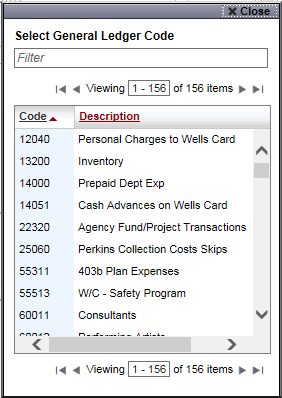 × Close
Select General Ledger Code
Filter
Viewing 1 - 156 of 156 items
Code Description
12040 Personal Charges to Wells Card
13200 Inventory
14000 Prepaid Dept Exp
14051 Cash Advances on Wells Card
22320 Agency Fund/Project Transactions
25060 Perkins Collection Costs Skips
55311 403b Plan Expenses
55513 W/C - Safety Program
60011 Consultants
Performing Artists
Viewing 1 - 156 of 156 items